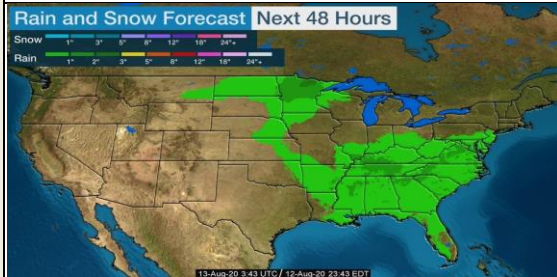 Rain and Snow Forecast Next 48 Hours
Snow 1" 3" 5" 8" 12" 18" 24"+
Rain 1" 2" 3" 5" 8" 12" 16" 24"+
13-Aug-20 3:43 UTC / 12-Aug-20 23:43 EDT